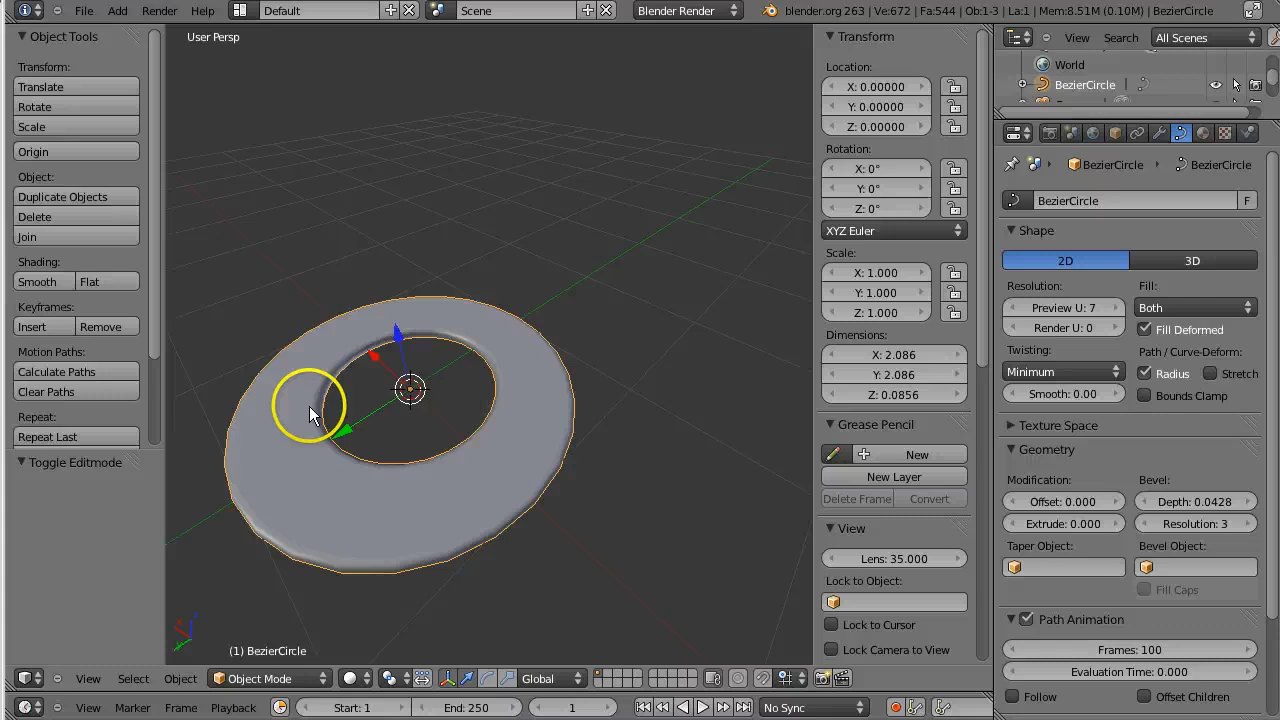 File Add Render Help Default Scene Blender Render blender.org 263 | Ve:672 | Fa:544 | Ob:1-3 | La:1 | Mem:8.51M (0.10M) | BezierCircle
Object Tools
Transform:
Translate
Rotate
Scale
Origin
Object:
Duplicate Objects
Delete
Join
Shading:
Smooth Flat
Keyframes:
Insert Remove
Motion Paths:
Calculate Paths
Clear Paths
Repeat:
Repeat Last
Toggle Editmode
User Persp
(1) BezierCircle
Transform
Location:
X: 0.00000
Y: 0.00000
Z: 0.00000
Rotation:
X: 0°
Y: 0°
Z: 0°
XYZ Euler
Scale:
X: 1.000
Y: 1.000
Z: 1.000
Dimensions:
X: 2.086
Y: 2.086
Z: 0.0856
Grease Pencil
New
New Layer
Delete Frame Convert
View
Lens: 35.000
Lock to Object:
Lock to Cursor
Lock Camera to View
View Search All Scenes
World
BezierCircle
BezierCircle BezierCircle
BezierCircle F
Shape
2D 3D
Resolution: Fill:
Preview U: 7 Both
Render U: 0 Fill Deformed
Twisting: Path / Curve-Deform:
Minimum Radius Stretch
Smooth: 0.00 Bounds Clamp
Texture Space
Geometry
Modification: Bevel:
Offset: 0.000 Depth: 0.0428
Extrude: 0.000 Resolution: 3
Taper Object: Bevel Object:
Fill Caps
Path Animation
Frames: 100
Evaluation Time: 0.000
Follow Offset Children
View Select Object Object Mode Global
View Marker Frame Playback Start: 1 End: 250 1 No Sync